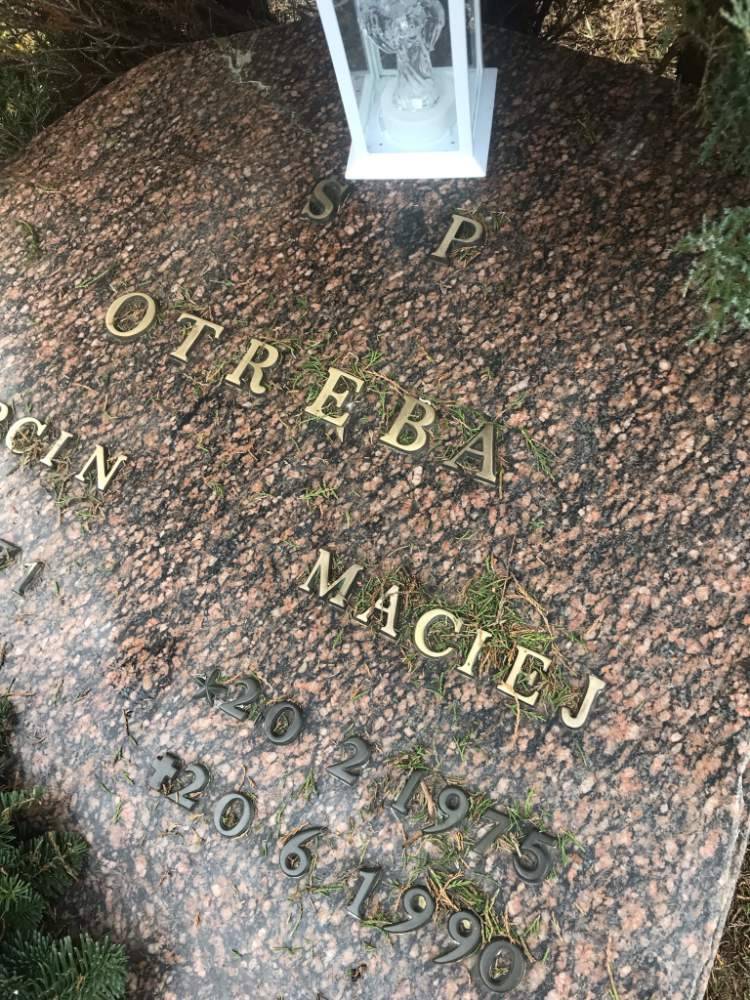 S P
OTREBA
MACIEJ
*20 2 1975
✝20 6 1990